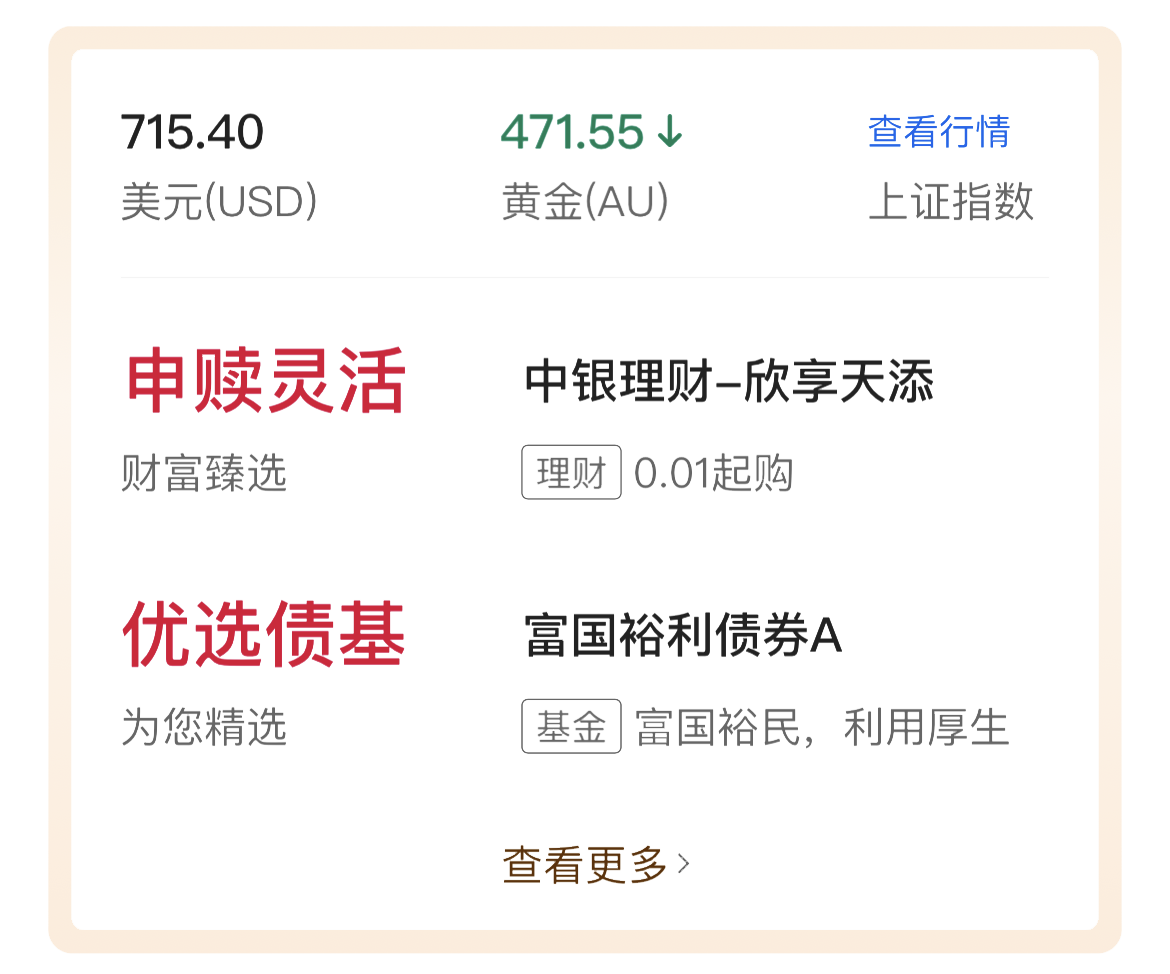 715.40 471.55↓ 查看行情
美元(USD) 黄金(AU) 上证指数
申赎灵活 中银理财-欣享天添
财富臻选 理财 0.01起购
优选债基 富国裕利债券A
为您精选 基金 富国裕民，利用厚生
查看更多>